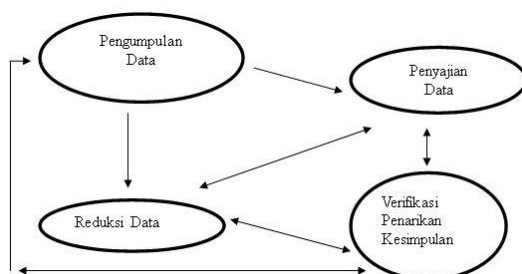 Pengumpulan
Data
Penyajian
Data
Reduksi Data
Verifikasi
Penarikan
Kesimpulan